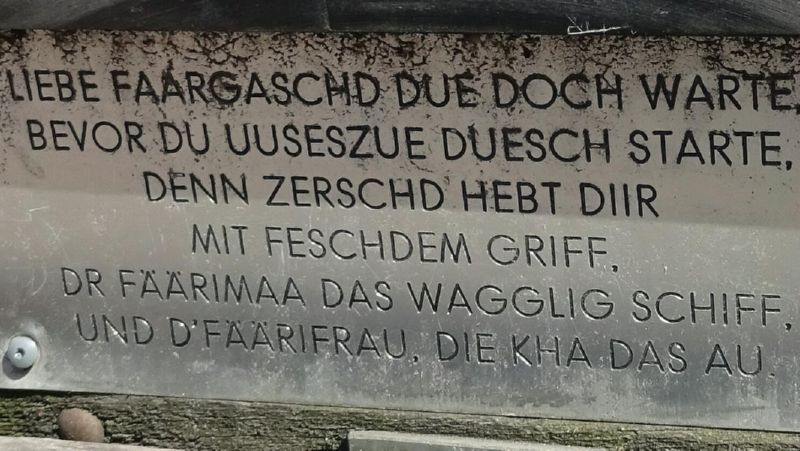 LIEBE FAARGASCHD DUE DOCH WARTE,
BEVOR DU UUSESZUE DUESCH STARTE,
DENN ZERSCHD HEBT DIIR
MIT FESCHDEM GRIFF,
DR FÄÄRIMAA DAS WAGGLIG SCHIFF,
UND D'FÄÄRIFRAU, DIE KHA DAS AU.